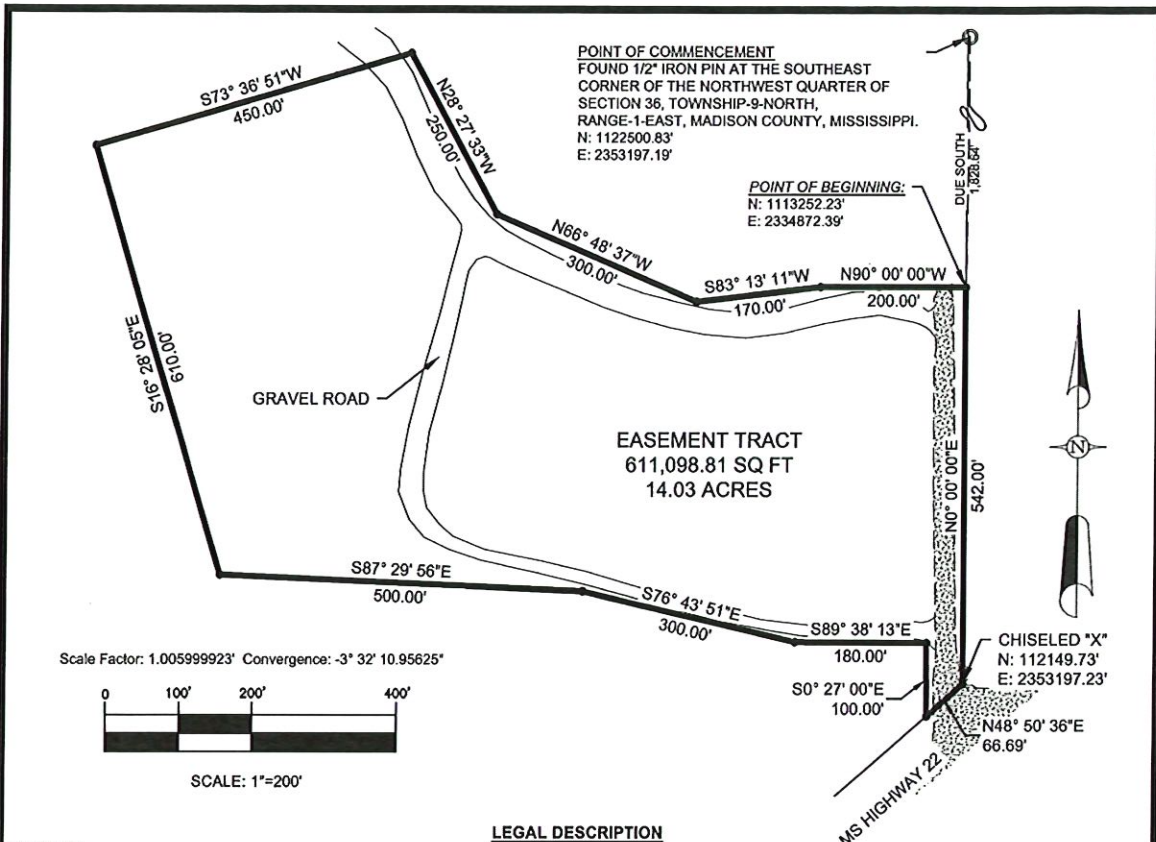 POINT OF COMMENCEMENT
FOUND 1/2" IRON PIN AT THE SOUTHEAST
CORNER OF THE NORTHWEST QUARTER OF
SECTION 36, TOWNSHIP-9-NORTH,
RANGE-1-EAST, MADISON COUNTY, MISSISSIPPI.
N: 1122500.83'
E: 2353197.19'
DUE SOUTH
1,828.64'
POINT OF BEGINNING:
N: 1113252.23'
E: 2334872.39'
S73° 36' 51"W
450.00'
N28° 27' 33"W
250.00'
N66° 48' 37"W
300.00'
S83° 13' 11"W
170.00'
N90° 00' 00"W
200.00'
S16° 28' 05"E
610.00'
GRAVEL ROAD
EASEMENT TRACT
611,098.81 SQ FT
14.03 ACRES
N0° 00' 00"E
542.00'
N
S87° 29' 56"E
500.00'
S76° 43' 51"E
300.00'
S89° 38' 13"E
180.00'
S0° 27' 00"E
100.00'
CHISELED "X"
N: 112149.73'
E: 2353197.23'
N48° 50' 36"E
66.69'
MS HIGHWAY 22
Scale Factor: 1.005999923' Convergence: -3° 32' 10.95625"
0 100' 200' 400'
SCALE: 1"=200'
LEGAL DESCRIPTION